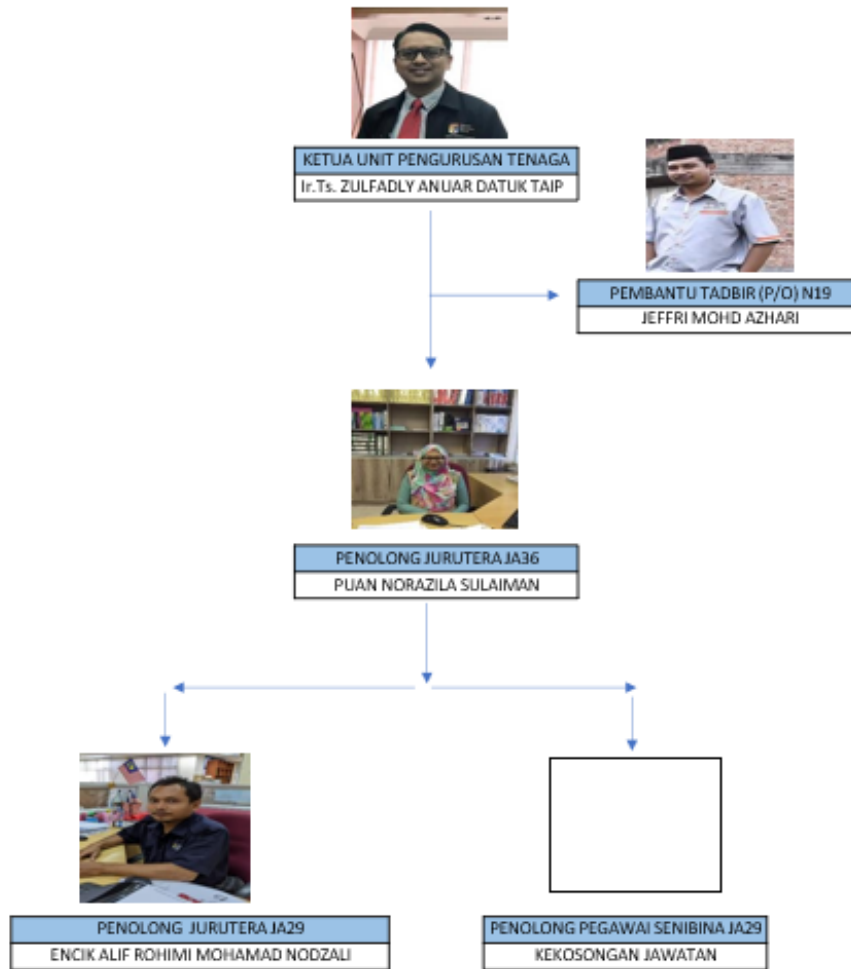 KETUA UNIT PENGURUSAN TENAGA
Ir.Ts. ZULFADLY ANUAR DATUK TAIP
PEMBANTU TADBIR (P/O) N19
JEFFRI MOHD AZHARI
PENOLONG JURUTERA JA36
PUAN NORAZILA SULAIMAN
PENOLONG JURUTERA JA29
ENCIK ALIF ROHIMI MOHAMAD NODZALI
PENOLONG PEGAWAI SENIBINA JA29
KEKOSONGAN JAWATAN